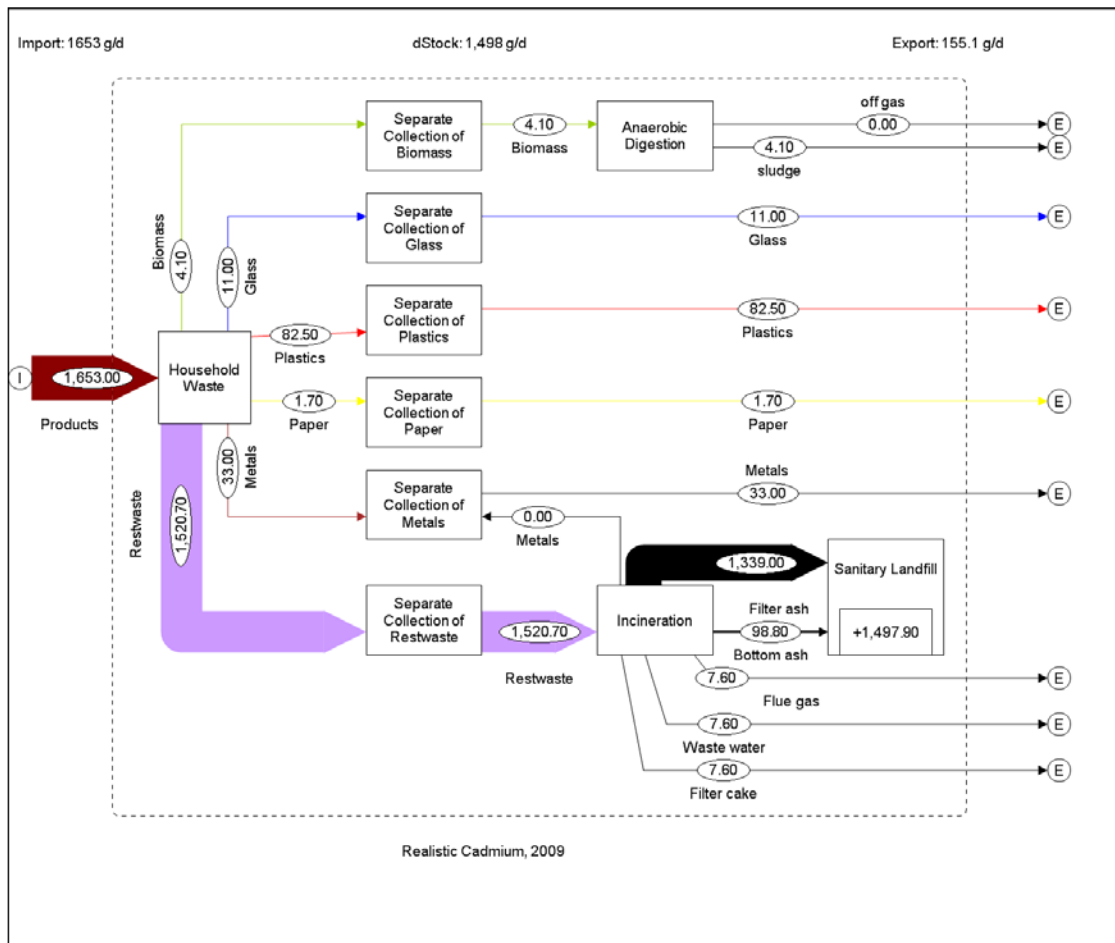 Import: 1653 g/d
dStock: 1,498 g/d
Export: 155.1 g/d
Separate
Collection of
Biomass
4.10
Biomass
Anaerobic
Digestion
off gas
0.00
E
4.10
E
sludge
Biomass
4.10
11.00
Glass
Separate
Collection of
Glass
11.00
Glass
E
82.50
Plastics
Separate
Collection of
Plastics
82.50
Plastics
E
I
1,653.00
Products
Household
Waste
1.70
Paper
Separate
Collection of
Paper
1.70
Paper
E
33.00
Metals
Separate
Collection of
Metals
Metals
33.00
E
0.00
Metals
Restwaste
1,520.70
Separate
Collection of
Restwaste
1,520.70
Restwaste
Incineration
1,339.00
Filter ash
98.80
Bottom ash
Sanitary Landfill
+1,497.90
7.60
Flue gas
E
7.60
Waste water
E
7.60
Filter cake
E
Realistic Cadmium, 2009